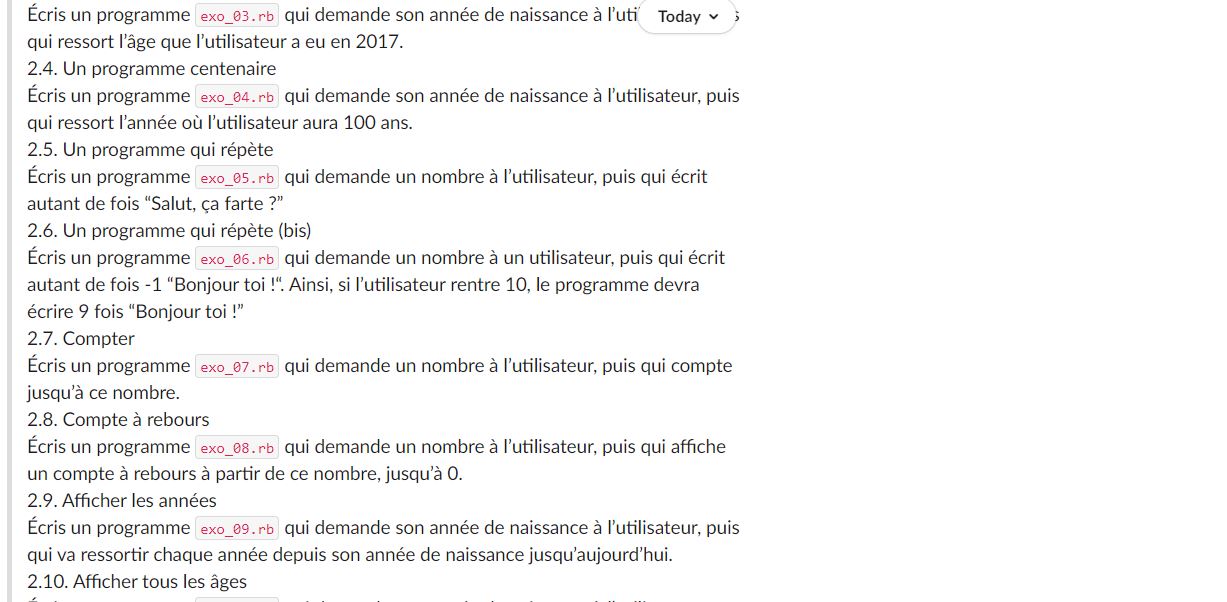 Écris un programme exo_03.rb qui demande son année de naissance à
Today
qui ressort l’âge que l’utilisateur a eu en 2017.
2.4. Un programme centenaire
Écris un programme exo_04.rb qui demande son année de naissance à l’utilisateur, puis
qui ressort l’année où l’utilisateur aura 100 ans.
2.5. Un programme qui répète
Écris un programme exo_05.rb qui demande un nombre à l’utilisateur, puis qui écrit
autant de fois “Salut, ça farte ?”
2.6. Un programme qui répète (bis)
Écris un programme exo_06.rb qui demande un nombre à un utilisateur, puis qui écrit
autant de fois -1 “Bonjour toi !“. Ainsi, si l’utilisateur rentre 10, le programme devra
écrire 9 fois “Bonjour toi !”
2.7. Compter
Écris un programme exo_07.rb qui demande un nombre à l’utilisateur, puis qui compte
jusqu’à ce nombre.
2.8. Compte à rebours
Écris un programme exo_08.rb qui demande un nombre à l’utilisateur, puis qui affiche
un compte à rebours à partir de ce nombre, jusqu’à 0.
2.9. Afficher les années
Écris un programme exo_09.rb qui demande son année de naissance à l’utilisateur, puis
qui va ressortir chaque année depuis son année de naissance jusqu’aujourd’hui.
2.10. Afficher tous les âges